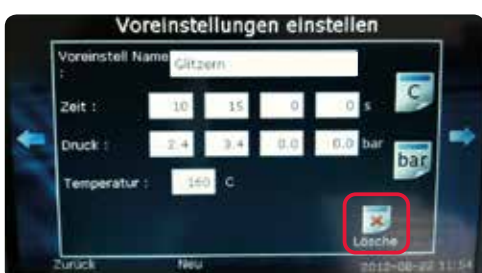 Voreinstellungen einstellen
Voreinstell Name
:
Glitzern
C
Zeit : 10 15 0 0 s
Druck : 2.4 3.4 0.0 0.0 bar
bar
Temperatur : 160 C
Lösche
Zurück Neu 2012-08-22 11:54